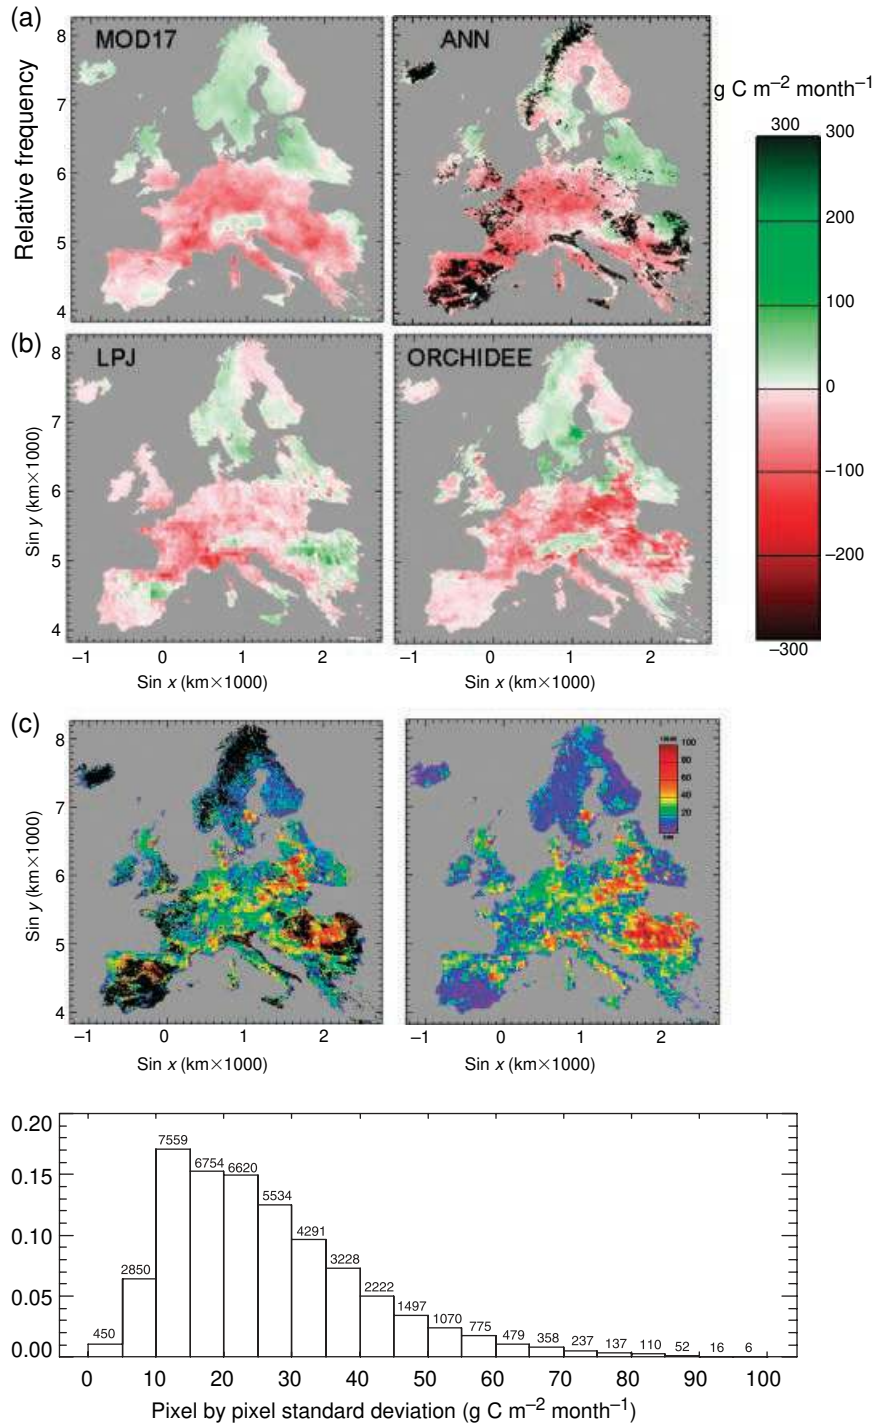 (a)
MOD17
ANN
Relative frequency
8
7
6
5
4
g C m−2 month−1
300
300
200
100
0
−100
−200
−300
(b)
LPJ
ORCHIDEE
Sin y (km×1000)
8
7
6
5
4
−1 0 1 2
−1 0 1 2
Sin x (km×1000)
Sin x (km×1000)
(c)
Sin y (km×1000)
8
7
6
5
4
100
80
60
40
20
−1 0 1 2
−1 0 1 2
Sin x (km×1000)
Sin x (km×1000)
0.20
0.15
0.10
0.05
0.00
450 2850 7559 6754 6620 5534 4291 3228 2222 1497 1070 775 479 358 237 137 110 52 16 6
0 10 20 30 40 50 60 70 80 90 100
Pixel by pixel standard deviation (g C m−2 month−1)